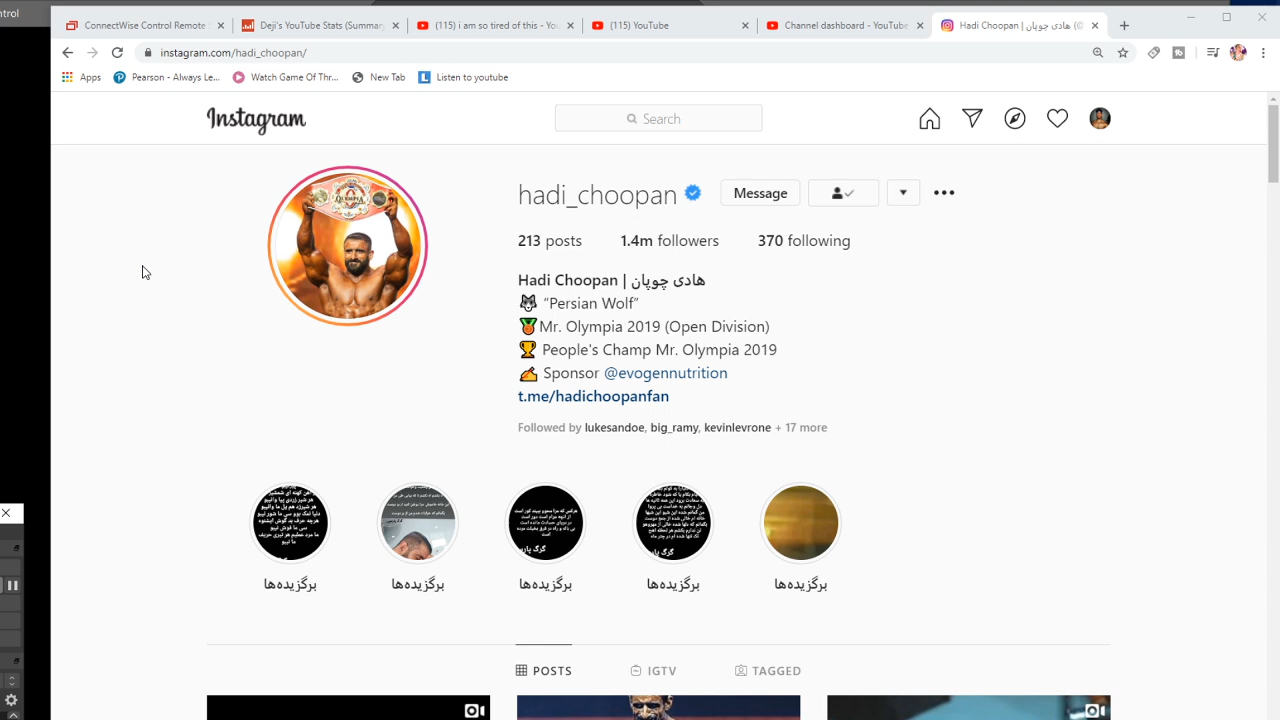 ntrol
ConnectWise Control Remote
Deji's YouTube Stats (Summar
(115) i am so tired of this - You
(115) YouTube
Channel dashboard - YouTube
Hadi Choopan | هادی چوپان (@
instagram.com/hadi_choopan/
Apps
Pearson - Always Le...
Watch Game Of Thr...
New Tab
Listen to youtube
Instagram
Search
hadi_choopan
Message
213 posts
1.4m followers
370 following
Hadi Choopan | هادی چوپان
“Persian Wolf”
Mr. Olympia 2019 (Open Division)
People's Champ Mr. Olympia 2019
Sponsor @evogennutrition
t.me/hadichoopanfan
Followed by lukesandoe, big_ramy, kevinlevrone + 17 more
گرگ پارس
برگزیده‌ها
برگزیده‌ها
برگزیده‌ها
برگزیده‌ها
برگزیده‌ها
POSTS
IGTV
TAGGED